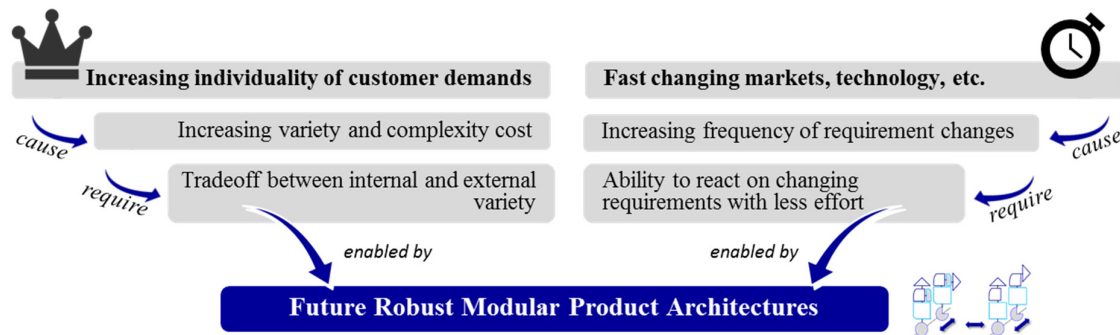 Increasing individuality of customer demands
Fast changing markets, technology, etc.
cause
Increasing variety and complexity cost
Increasing frequency of requirement changes
cause
require
Tradeoff between internal and external
variety
Ability to react on changing
requirements with less effort
require
enabled by
enabled by
Future Robust Modular Product Architectures